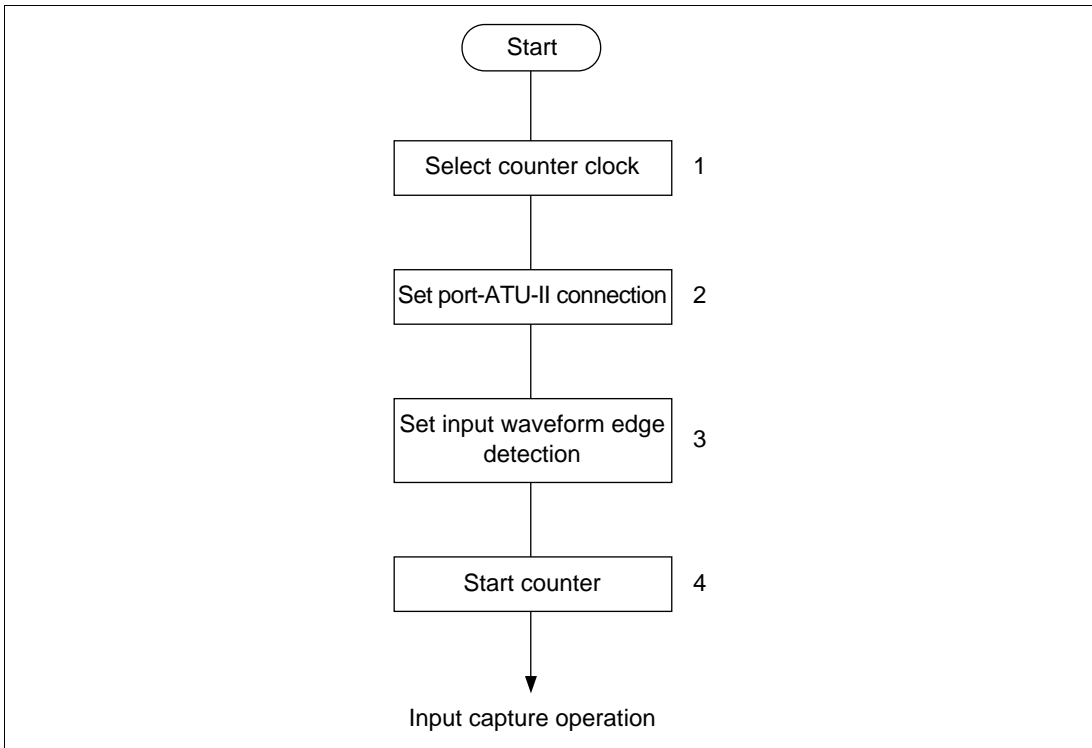 Start
Select counter clock 1
Set port-ATU-II connection 2
Set input waveform edge
detection 3
Start counter 4
Input capture operation